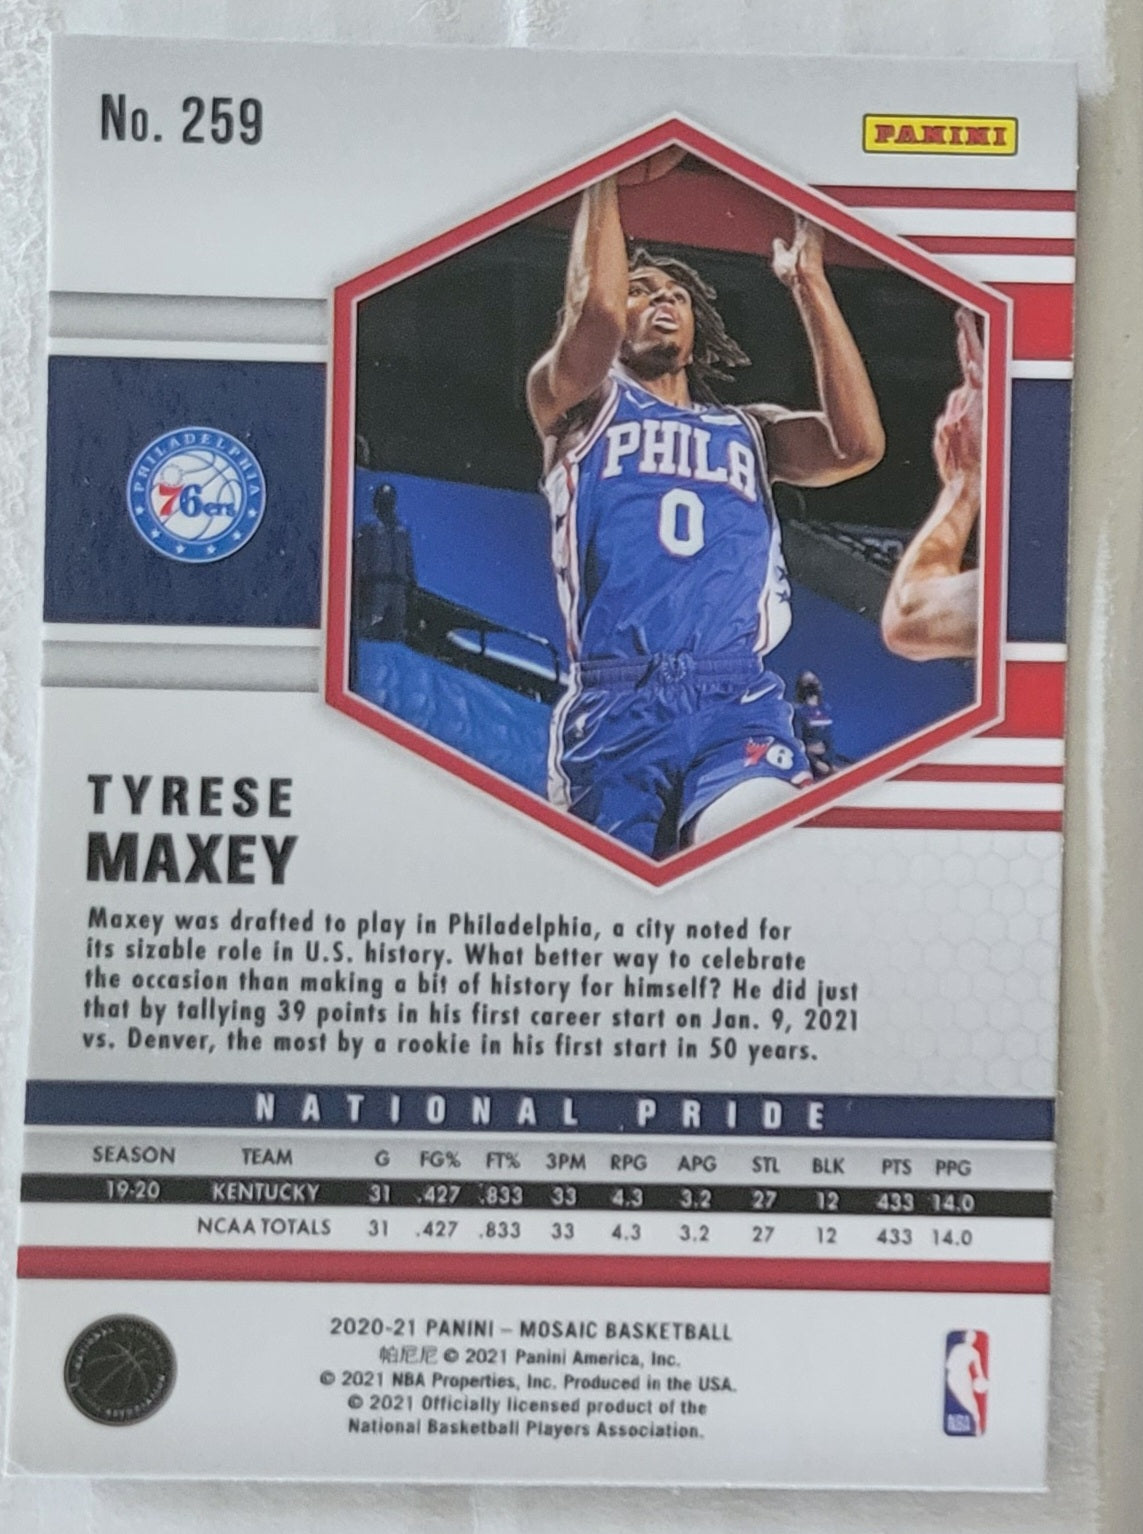 No. 259
PANINI
PHILADELPHIA
76ers
PHILA
0
76
TYRESE
MAXEY
Maxey was drafted to play in Philadelphia, a city noted for
its sizable role in U.S. history. What better way to celebrate
the occasion than making a bit of history for himself? He did just
that by tallying 39 points in his first career start on Jan. 9, 2021
vs. Denver, the most by a rookie in his first start in 50 years.
NATIONAL PRIDE
SEASON TEAM G FG% FT% 3PM RPG APG STL BLK PTS PPG
19-20 KENTUCKY 31 .427 .833 33 4.3 3.2 27 12 433 14.0
NCAA TOTALS 31 .427 .833 33 4.3 3.2 27 12 433 14.0
2020-21 PANINI – MOSAIC BASKETBALL
帕尼尼 © 2021 Panini America, Inc.
© 2021 NBA Properties, Inc. Produced in the USA.
© 2021 Officially licensed product of the
National Basketball Players Association.
NBA